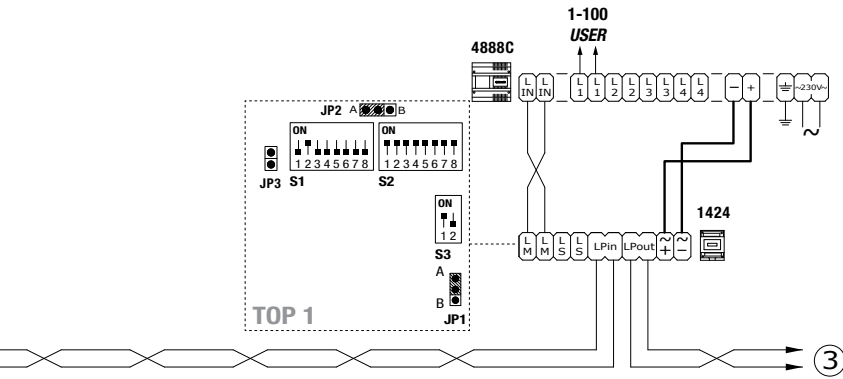 1-100
USER
4888C
L IN L IN L 1 L 1 L 2 L 2 L 3 L 3 L 4 L 4 − + ~230V~
~
JP2 A B
ON
1 2 3 4 5 6 7 8
ON
1 2 3 4 5 6 7 8
JP3 S1 S2
ON
1 2
S3
1424
L M L M L S L S LPin LPout ~+ ~−
A
B
JP1
TOP 1
3